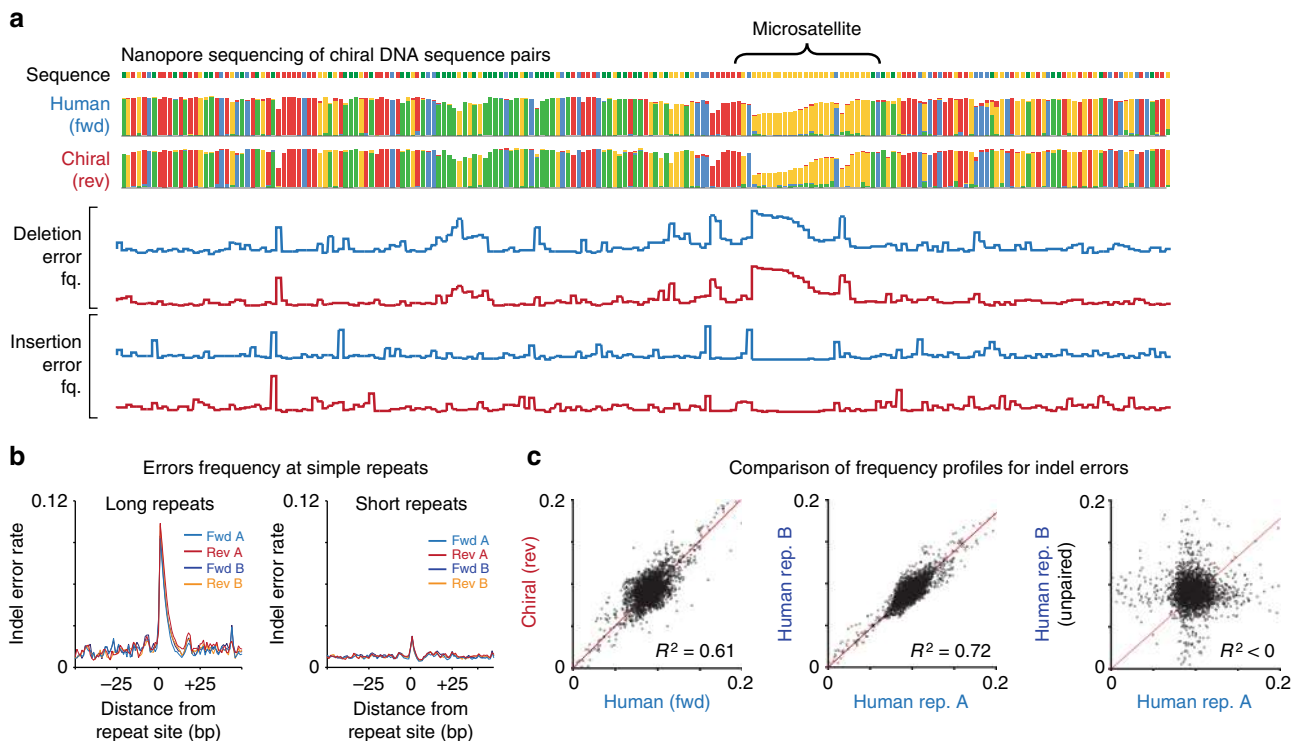 a
Microsatellite
Nanopore sequencing of chiral DNA sequence pairs
Sequence
Human
(fwd)
Chiral
(rev)
Deletion
error
fq.
Insertion
error
fq.
b
Errors frequency at simple repeats
0.12
Long repeats
Indel error rate
Fwd A
Rev A
Fwd B
Rev B
0
−25
0
+25
Distance from
repeat site (bp)
0.12
Short repeats
Indel error rate
Fwd A
Rev A
Fwd B
Rev B
0
−25
0
+25
Distance from
repeat site (bp)
c
Comparison of frequency profiles for indel errors
0.2
Chiral (rev)
R² = 0.61
0
0
0.2
Human (fwd)
0.2
Human rep. B
R² = 0.72
0
0
0.2
Human rep. A
0.2
Human rep. B
(unpaired)
R² < 0
0
0
0.2
Human rep. A